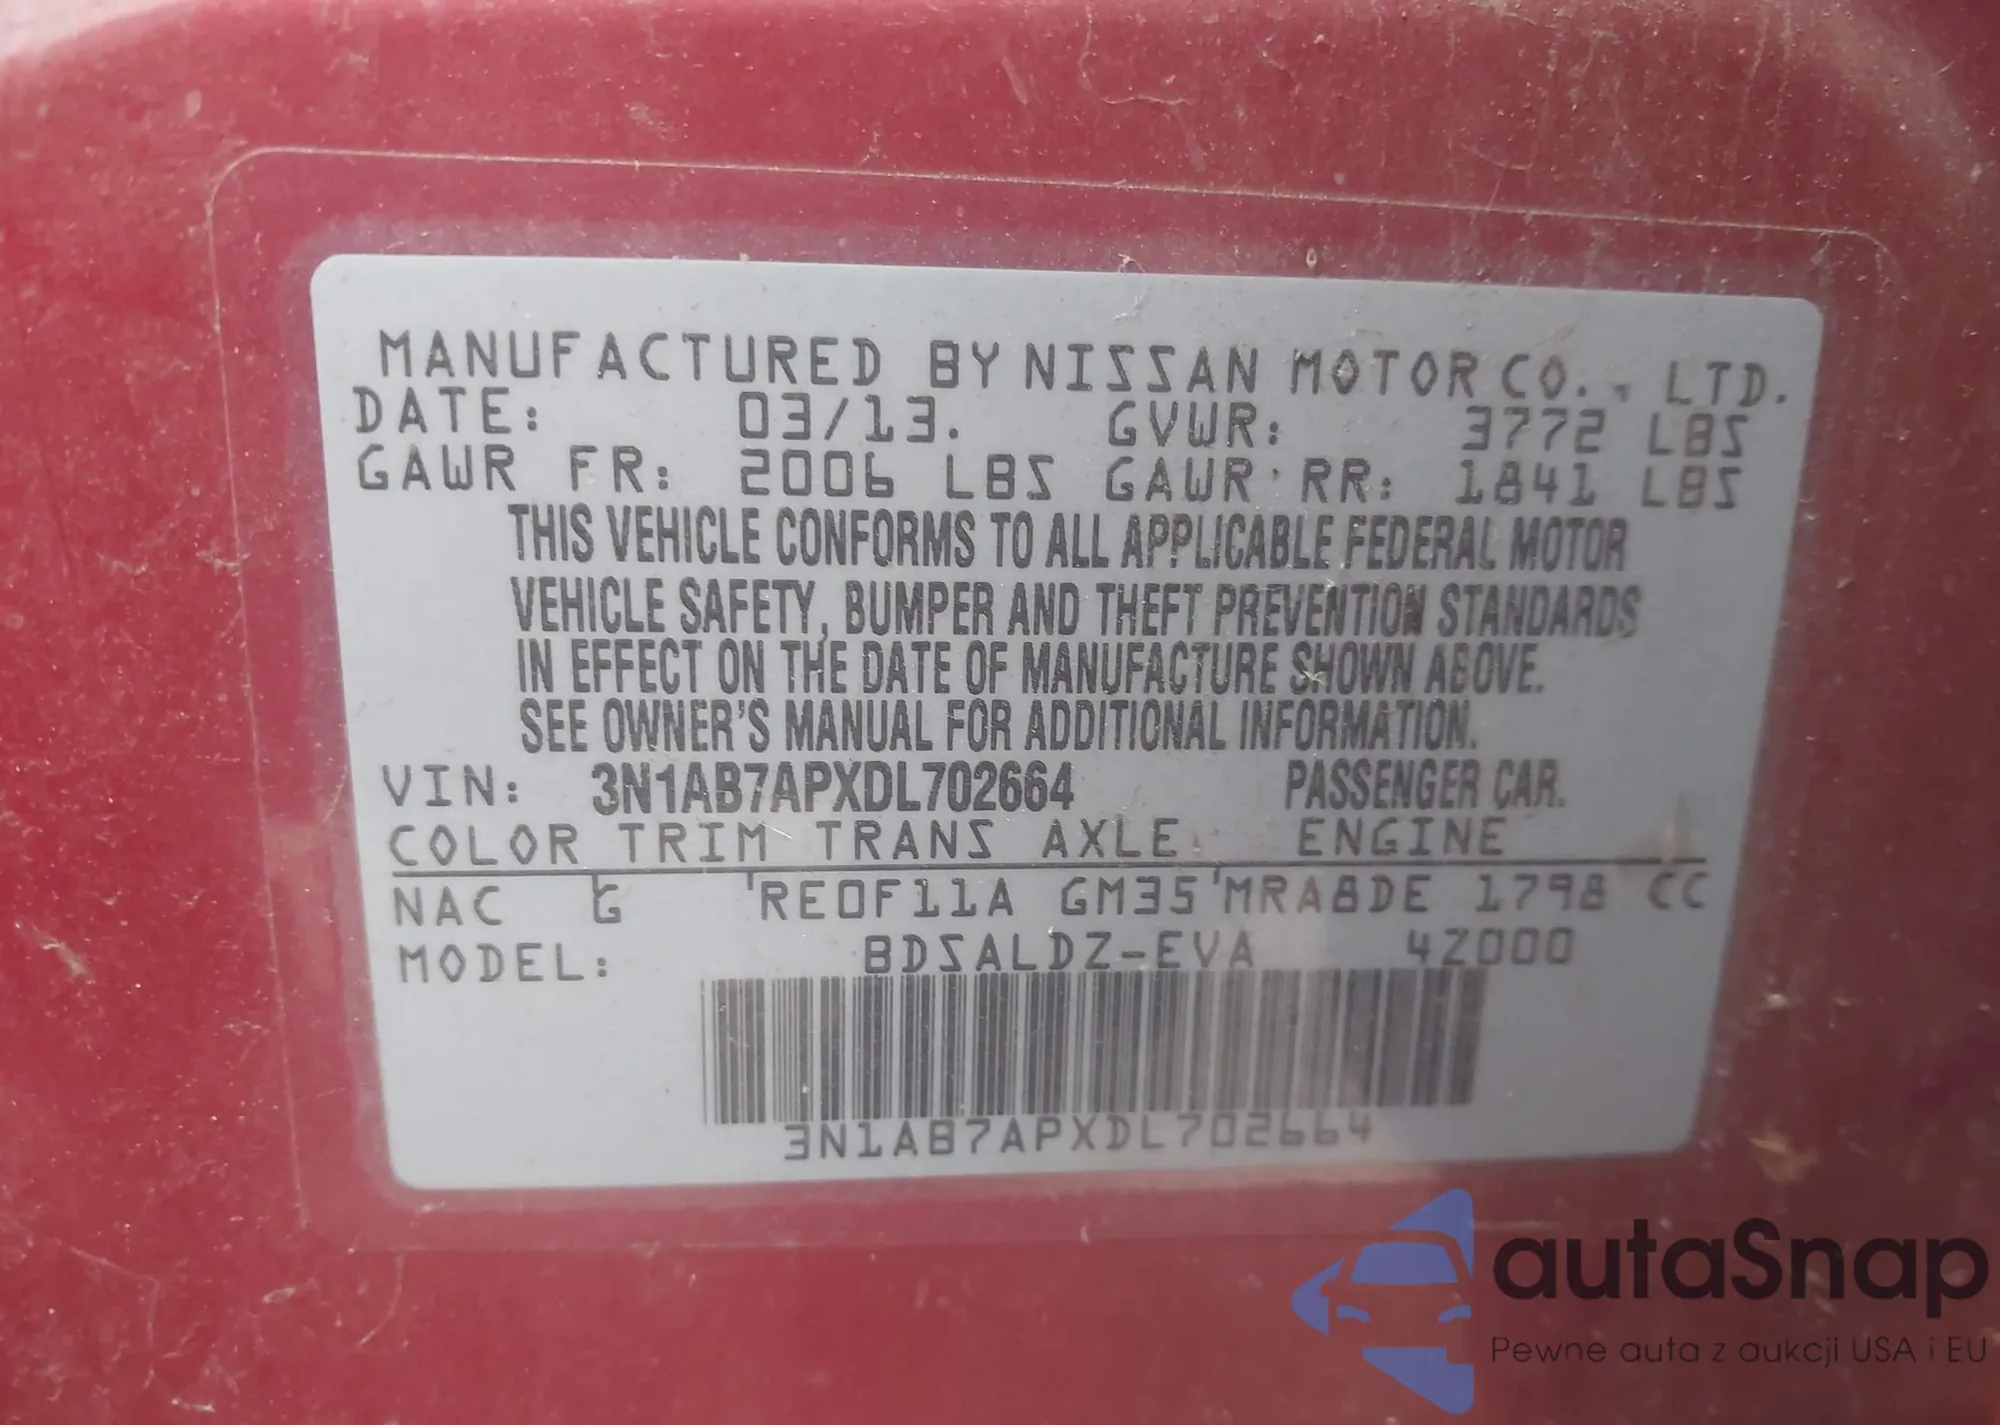 MANUFACTURED BY NISSAN MOTOR CO., LTD.
DATE: 03/13. GVWR: 3772 LBS
GAWR FR: 2006 LBS GAWR RR: 1841 LBS
THIS VEHICLE CONFORMS TO ALL APPLICABLE FEDERAL MOTOR
VEHICLE SAFETY, BUMPER AND THEFT PREVENTION STANDARDS
IN EFFECT ON THE DATE OF MANUFACTURE SHOWN ABOVE.
SEE OWNER'S MANUAL FOR ADDITIONAL INFORMATION.
VIN: 3N1AB7APXDL702664 PASSENGER CAR.
COLOR TRIM TRANS AXLE ENGINE
NAC G RE0F11A GM35 MRA8DE 1798 CC
MODEL: BDSALDZ-EVA 4Z000
3N1AB7APXDL702664
autaSnap
Pewne auta z aukcji USA i EU